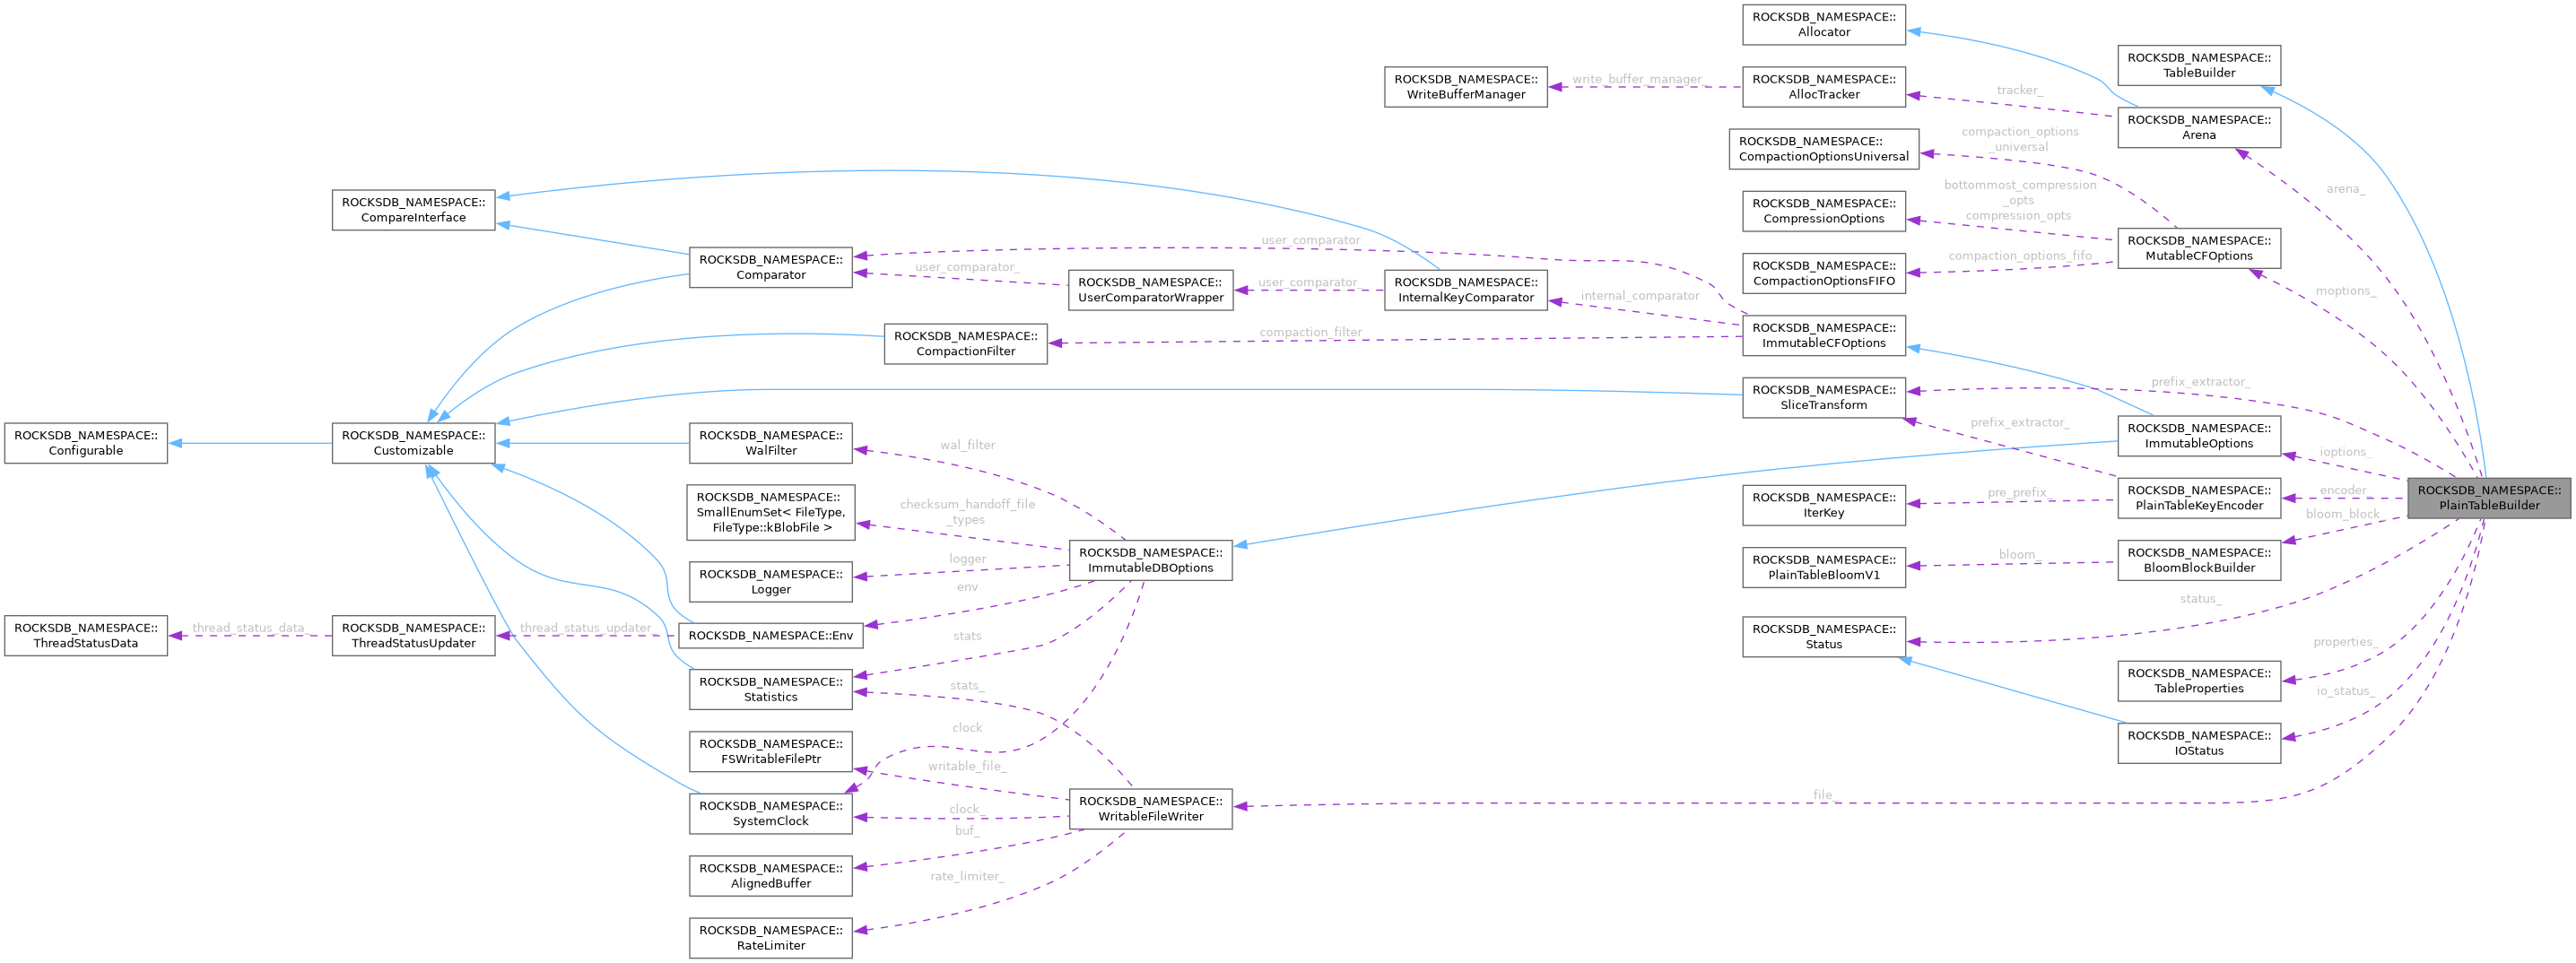 ROCKSDB_NAMESPACE::
Allocator
ROCKSDB_NAMESPACE::
TableBuilder
ROCKSDB_NAMESPACE::
WriteBufferManager
write_buffer_manager_
ROCKSDB_NAMESPACE::
AllocTracker
tracker_
ROCKSDB_NAMESPACE::
Arena
ROCKSDB_NAMESPACE::
CompactionOptionsUniversal
compaction_options
_universal
arena_
ROCKSDB_NAMESPACE::
CompareInterface
ROCKSDB_NAMESPACE::
CompressionOptions
bottommost_compression
_opts
compression_opts
ROCKSDB_NAMESPACE::
MutableCFOptions
ROCKSDB_NAMESPACE::
Comparator
user_comparator
user_comparator_
ROCKSDB_NAMESPACE::
UserComparatorWrapper
user_comparator_
ROCKSDB_NAMESPACE::
InternalKeyComparator
internal_comparator
ROCKSDB_NAMESPACE::
CompactionOptionsFIFO
compaction_options_fifo
moptions_
ROCKSDB_NAMESPACE::
CompactionFilter
compaction_filter
ROCKSDB_NAMESPACE::
ImmutableCFOptions
ROCKSDB_NAMESPACE::
SliceTransform
prefix_extractor_
prefix_extractor_
ROCKSDB_NAMESPACE::
ImmutableOptions
ioptions_
ROCKSDB_NAMESPACE::
Configurable
ROCKSDB_NAMESPACE::
Customizable
ROCKSDB_NAMESPACE::
WalFilter
wal_filter
ROCKSDB_NAMESPACE::
SmallEnumSet< FileType,
FileType::kBlobFile >
checksum_handoff_file
_types
ROCKSDB_NAMESPACE::
IterKey
pre_prefix_
ROCKSDB_NAMESPACE::
PlainTableKeyEncoder
encoder_
ROCKSDB_NAMESPACE::
PlainTableBuilder
bloom_block_
ROCKSDB_NAMESPACE::
ImmutableDBOptions
ROCKSDB_NAMESPACE::
PlainTableBloomV1
bloom_
ROCKSDB_NAMESPACE::
BloomBlockBuilder
ROCKSDB_NAMESPACE::
Logger
logger
env
status_
ROCKSDB_NAMESPACE::
ThreadStatusData
thread_status_data_
ROCKSDB_NAMESPACE::
ThreadStatusUpdater
thread_status_updater_
ROCKSDB_NAMESPACE::Env
stats
ROCKSDB_NAMESPACE::
Status
properties_
ROCKSDB_NAMESPACE::
Statistics
stats_
ROCKSDB_NAMESPACE::
TableProperties
io_status_
clock
ROCKSDB_NAMESPACE::
FSWritableFilePtr
writable_file_
ROCKSDB_NAMESPACE::
IOStatus
ROCKSDB_NAMESPACE::
SystemClock
clock_
ROCKSDB_NAMESPACE::
WritableFileWriter
file_
buf_
ROCKSDB_NAMESPACE::
AlignedBuffer
rate_limiter_
ROCKSDB_NAMESPACE::
RateLimiter